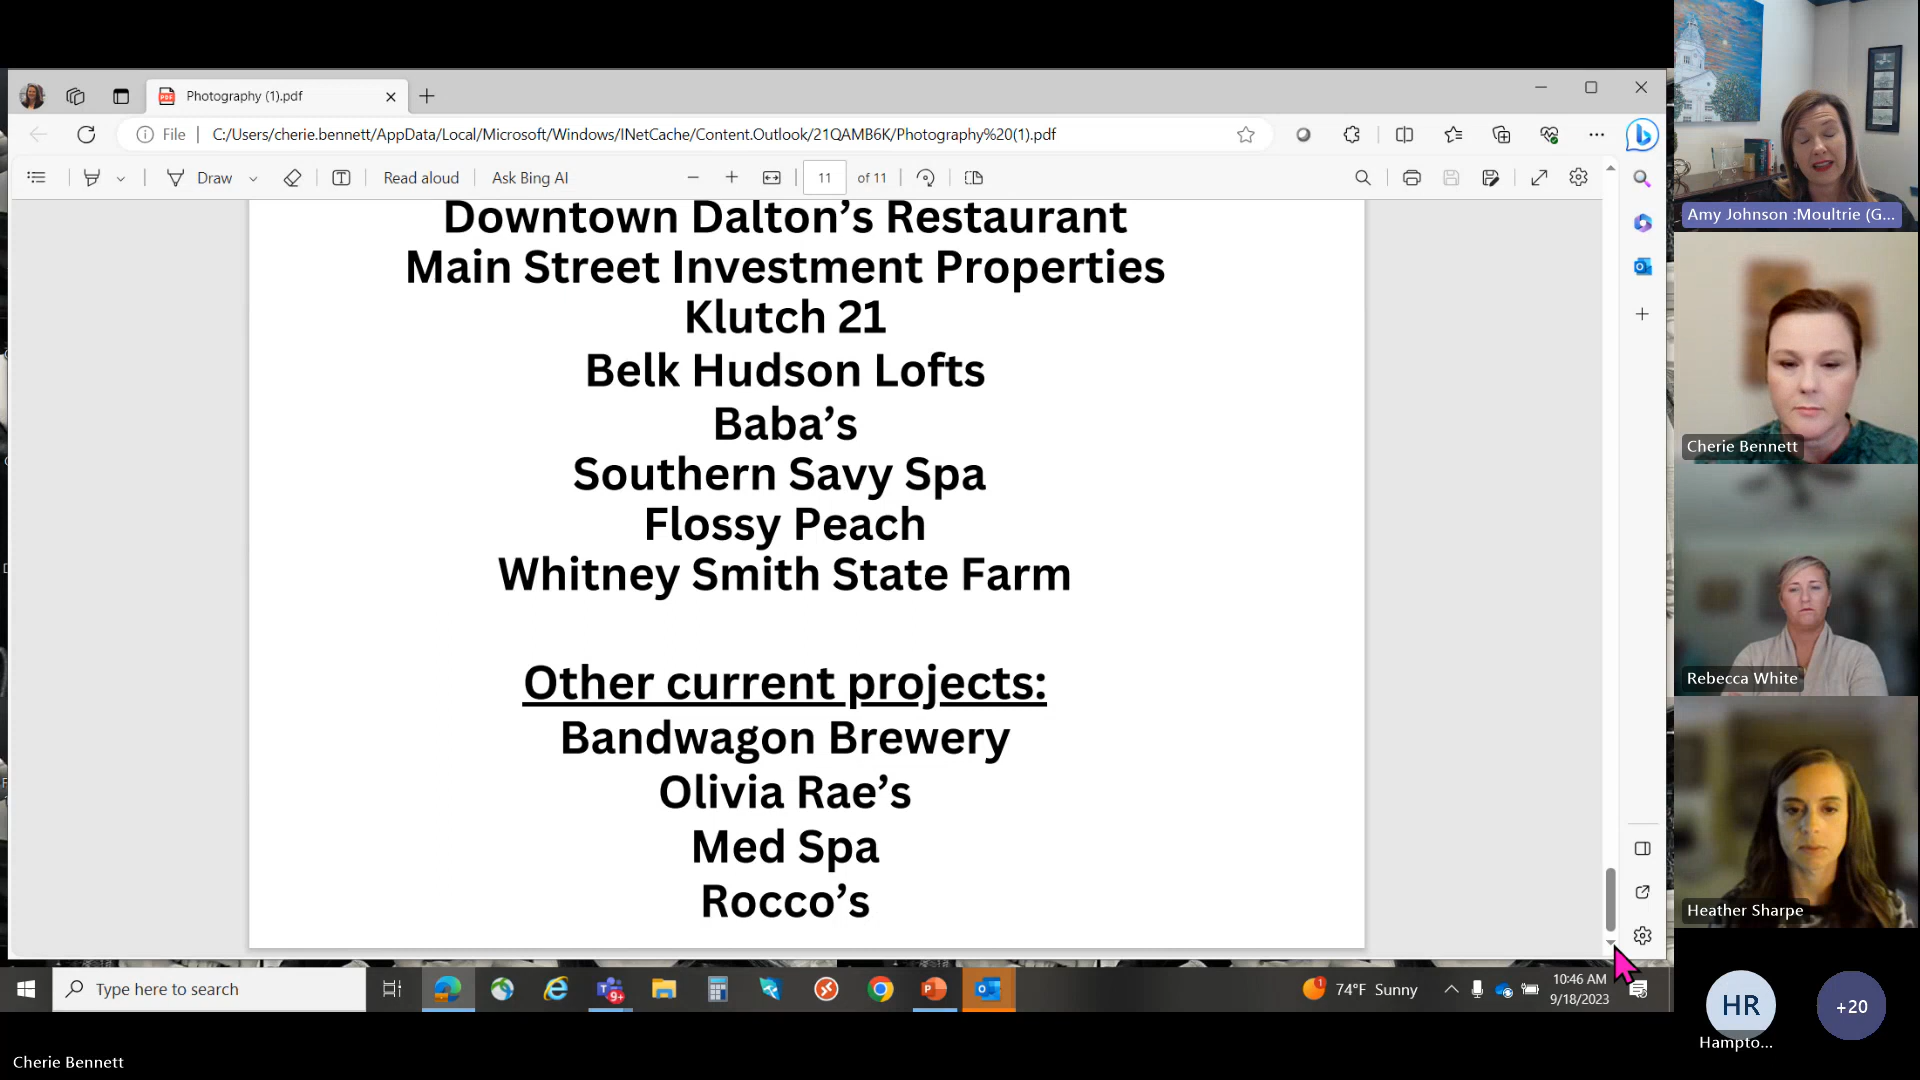 Photography (1).pdf
File
C:/Users/cherie.bennett/AppData/Local/Microsoft/Windows/INetCache/Content.Outlook/21QAMB6K/Photography%20(1).pdf
Draw
Read aloud
Ask Bing AI
11
of 11
Downtown Dalton’s Restaurant
Main Street Investment Properties
Klutch 21
Belk Hudson Lofts
Baba’s
Southern Savy Spa
Flossy Peach
Whitney Smith State Farm
Other current projects:
Bandwagon Brewery
Olivia Rae’s
Med Spa
Rocco’s
Type here to search
9+
1
74°F Sunny
10:46 AM
9/18/2023
Cherie Bennett
Amy Johnson :Moultrie (G...
Cherie Bennett
Rebecca White
Heather Sharpe
HR
Hampto...
+20